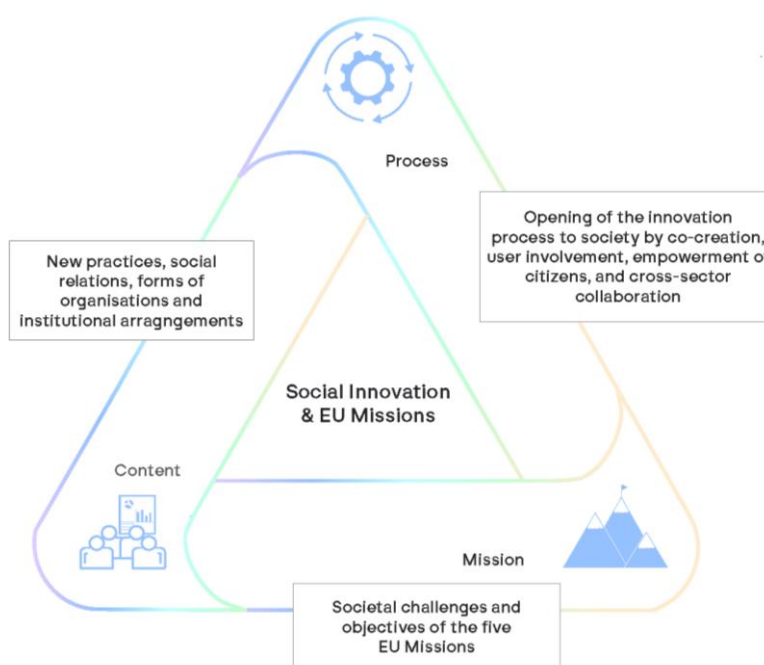 Process
Opening of the innovation
process to society by co-creation,
user involvement, empowerment o
citizens, and cross-sector
collaboration
New practices, social
relations, forms of
organisations and
institutional arragngements
Social Innovation
& EU Missions
Content
Mission
Societal challenges and
objectives of the five
EU Missions